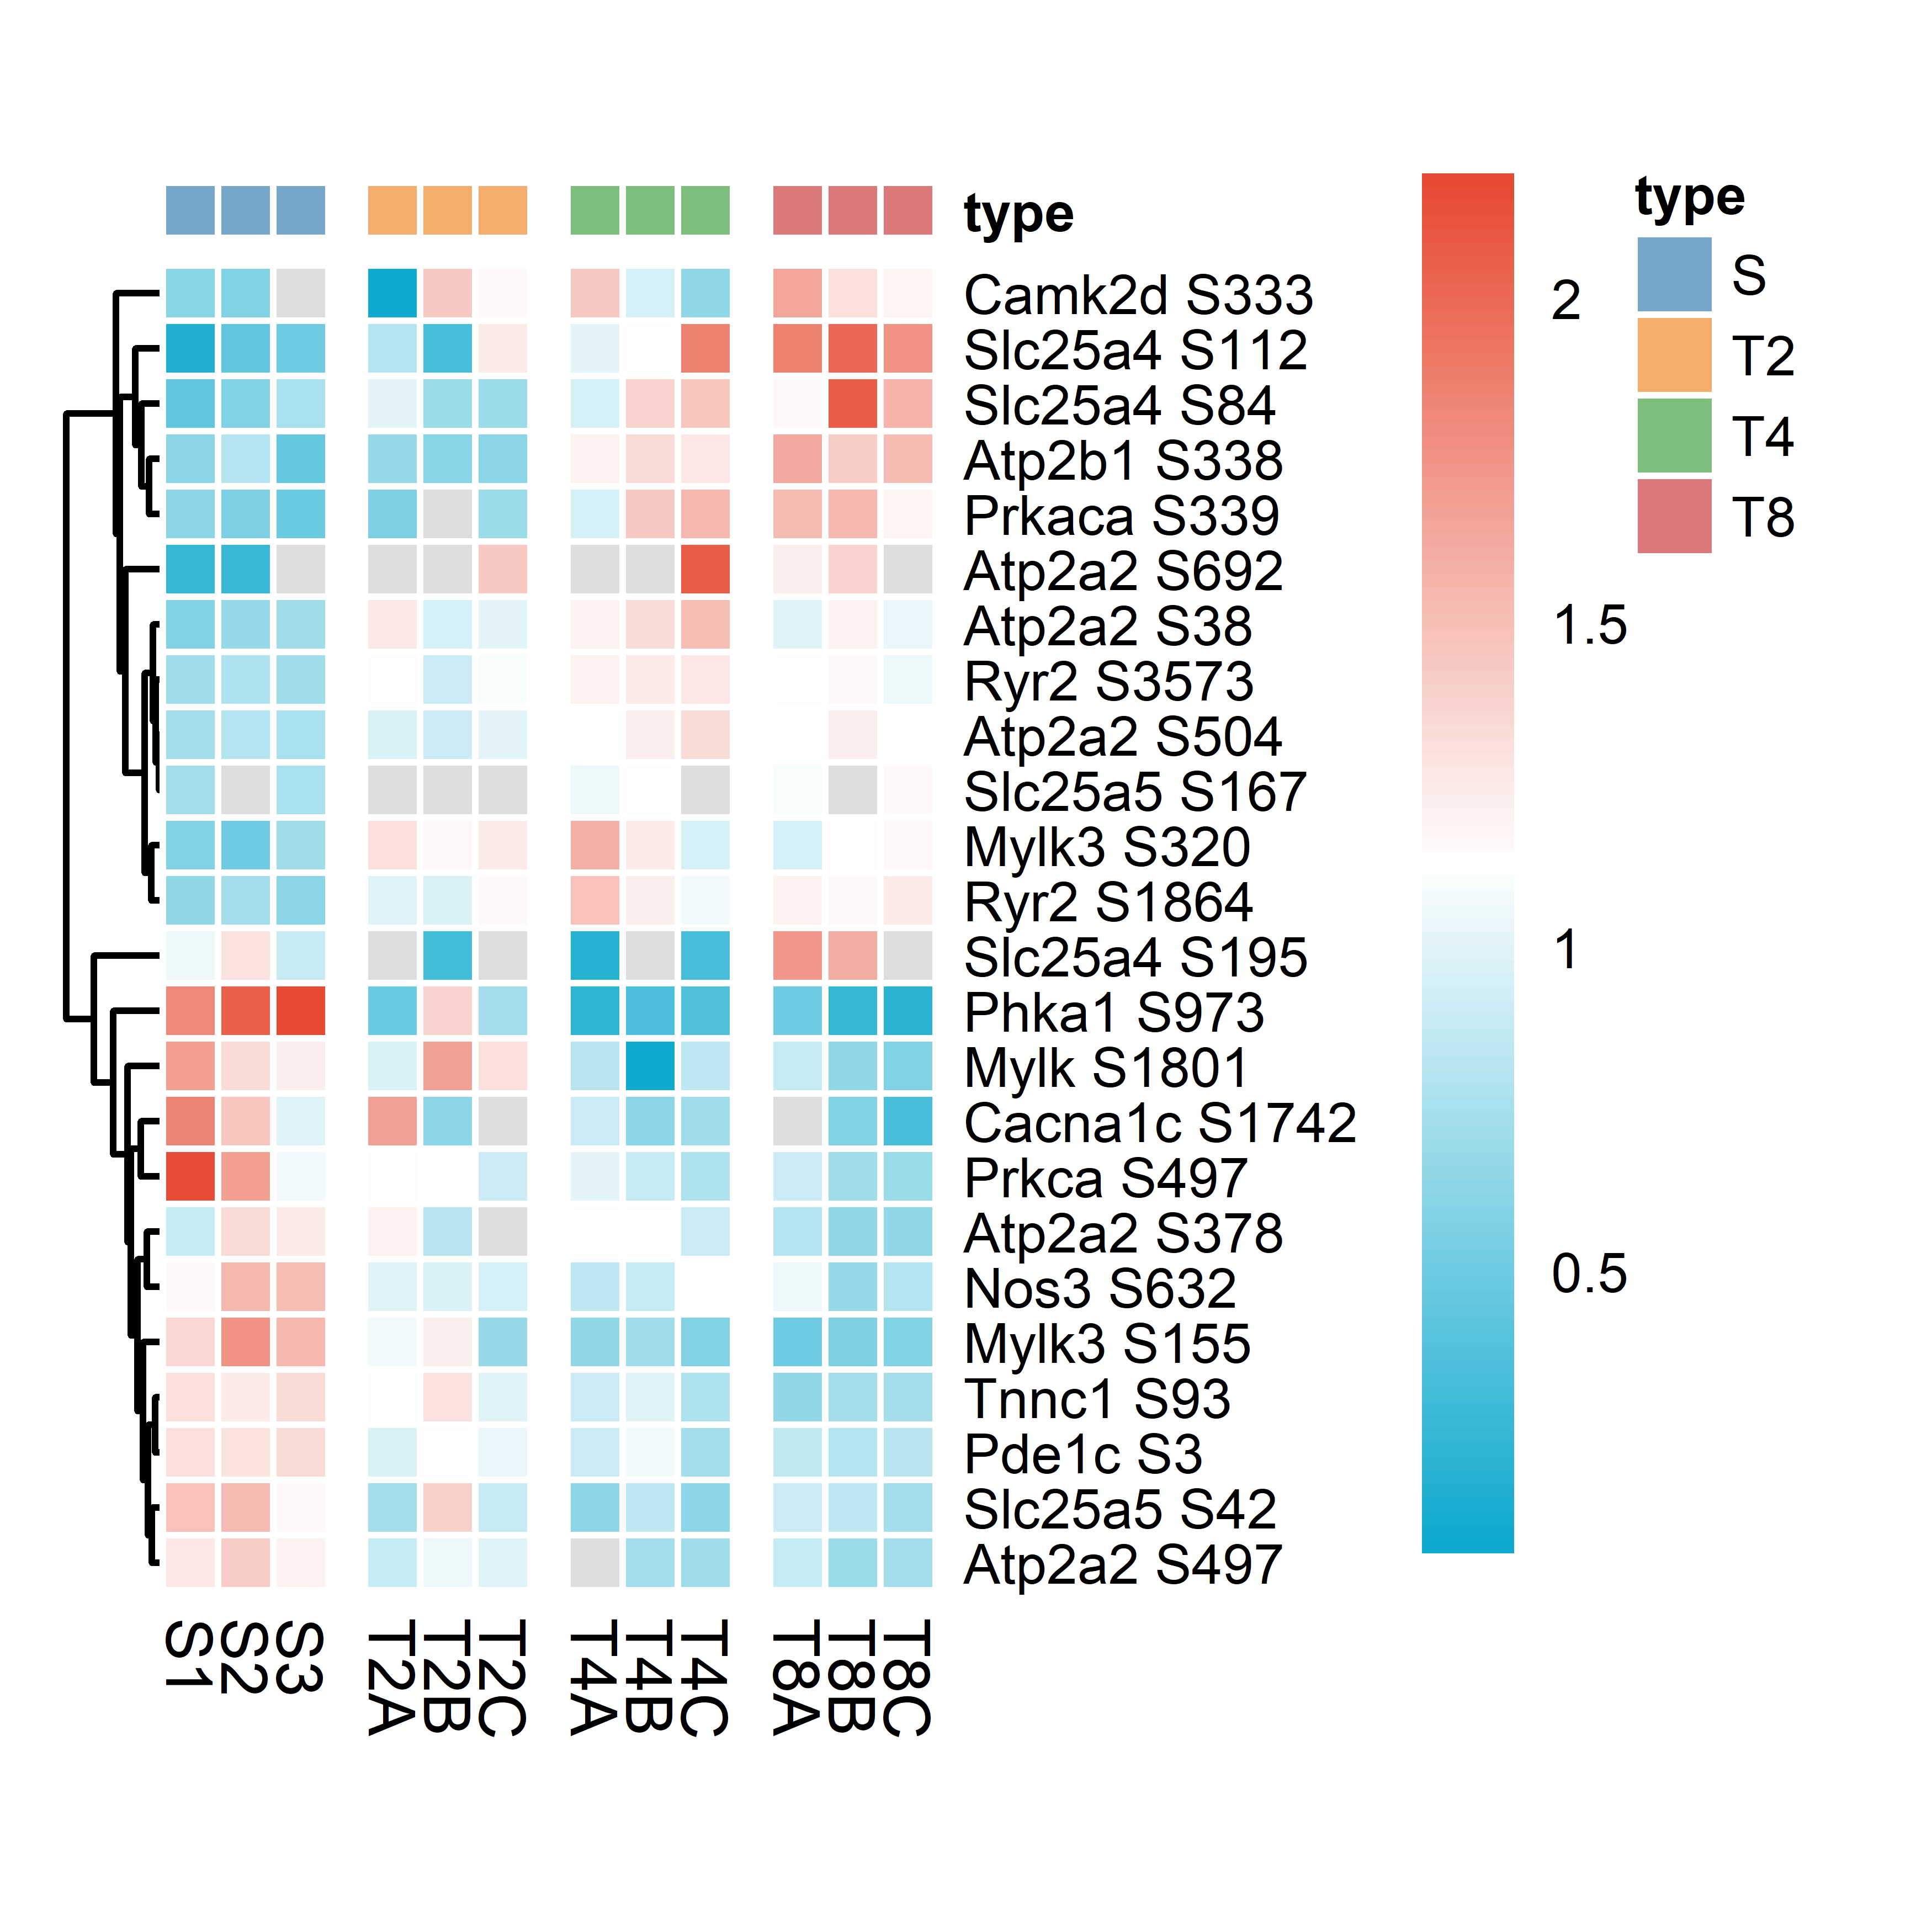 type
Camk2d S333
Slc25a4 S112
Slc25a4 S84
Atp2b1 S338
Prkaca S339
Atp2a2 S692
Atp2a2 S38
Ryr2 S3573
Atp2a2 S504
Slc25a5 S167
Mylk3 S320
Ryr2 S1864
Slc25a4 S195
Phka1 S973
Mylk S1801
Cacna1c S1742
Prkca S497
Atp2a2 S378
Nos3 S632
Mylk3 S155
Tnnc1 S93
Pde1c S3
Slc25a5 S42
Atp2a2 S497
S1
S2
S3
T2A
T2B
T2C
T4A
T4B
T4C
T8A
T8B
T8C
2
1.5
1
0.5
type
S
T2
T4
T8